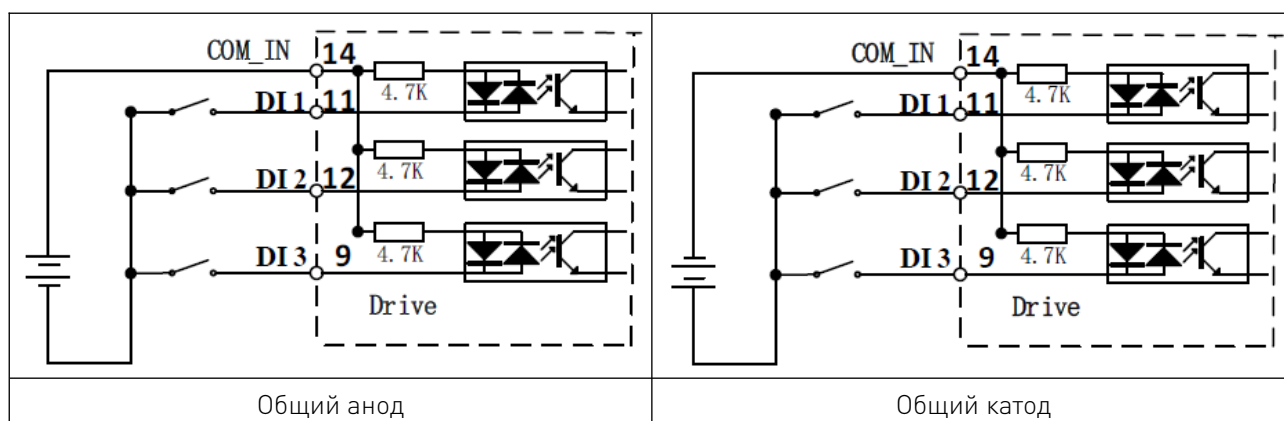 COM_IN 14
4.7K
DI1 11
4.7K
DI2 12
4.7K
DI3 9
Drive
Общий анод
COM_IN 14
4.7K
DI1 11
4.7K
DI2 12
4.7K
DI3 9
Drive
Общий катод